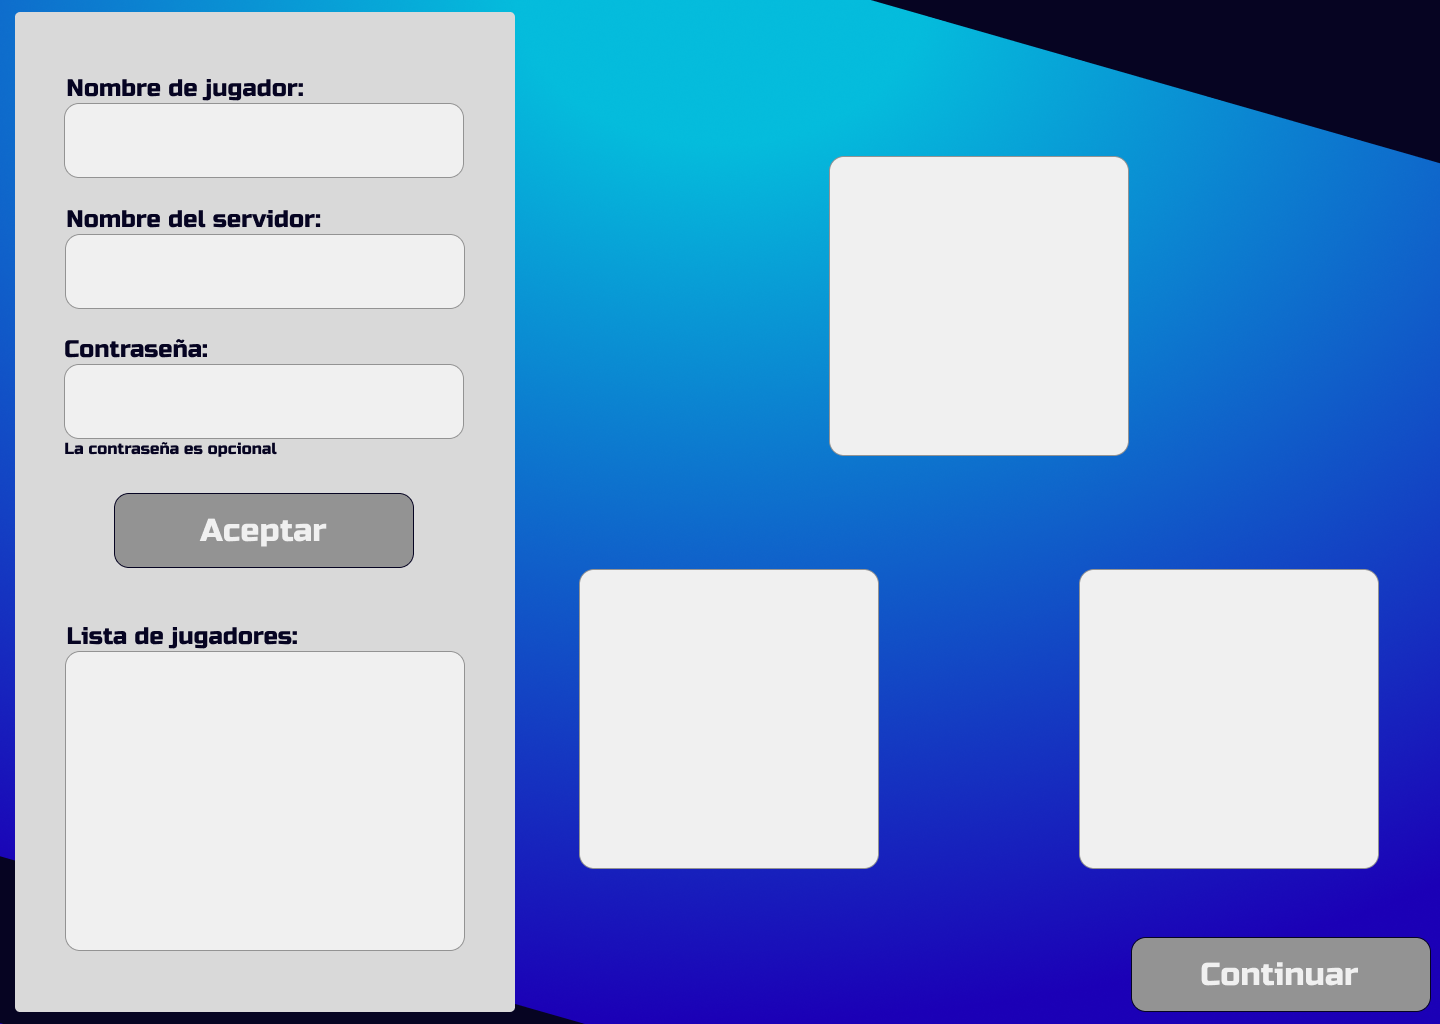 Nombre de jugador:
Nombre del servidor:
Contraseña:
La contraseña es opcional
Aceptar
Lista de jugadores:
Continuar